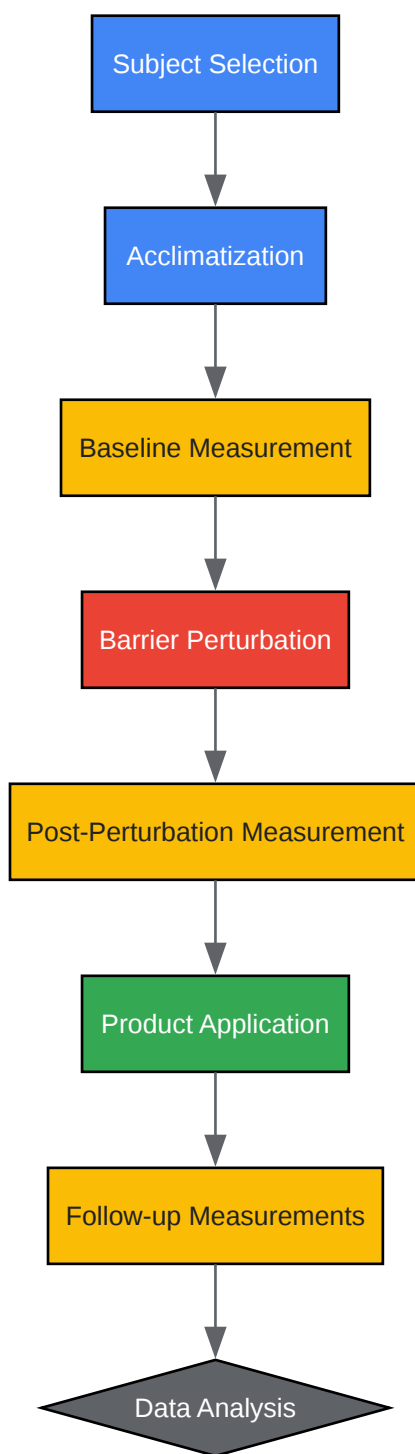 Subject Selection
Acclimatization
Baseline Measurement
Barrier Perturbation
Post-Perturbation Measurement
Product Application
Follow-up Measurements
Data Analysis